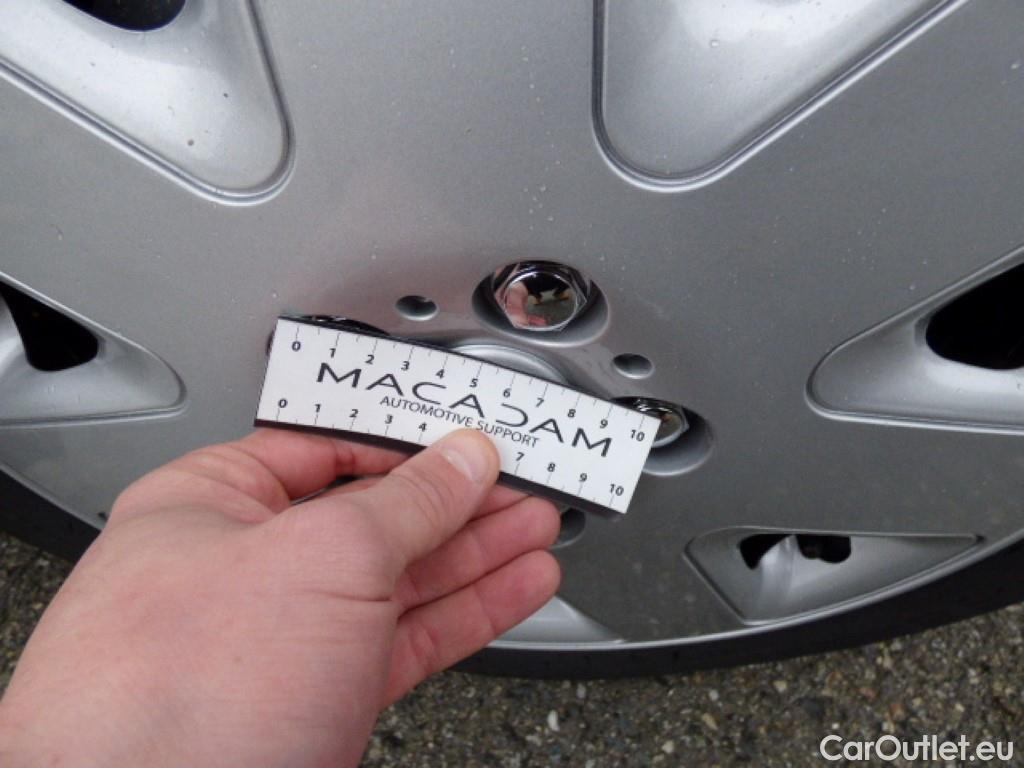 0 1 2 3 4 5 6 7 8 9 10
MACADAM
AUTOMOTIVE SUPPORT
0 1 2 3 4 7 8 9 10
CarOutlet.eu